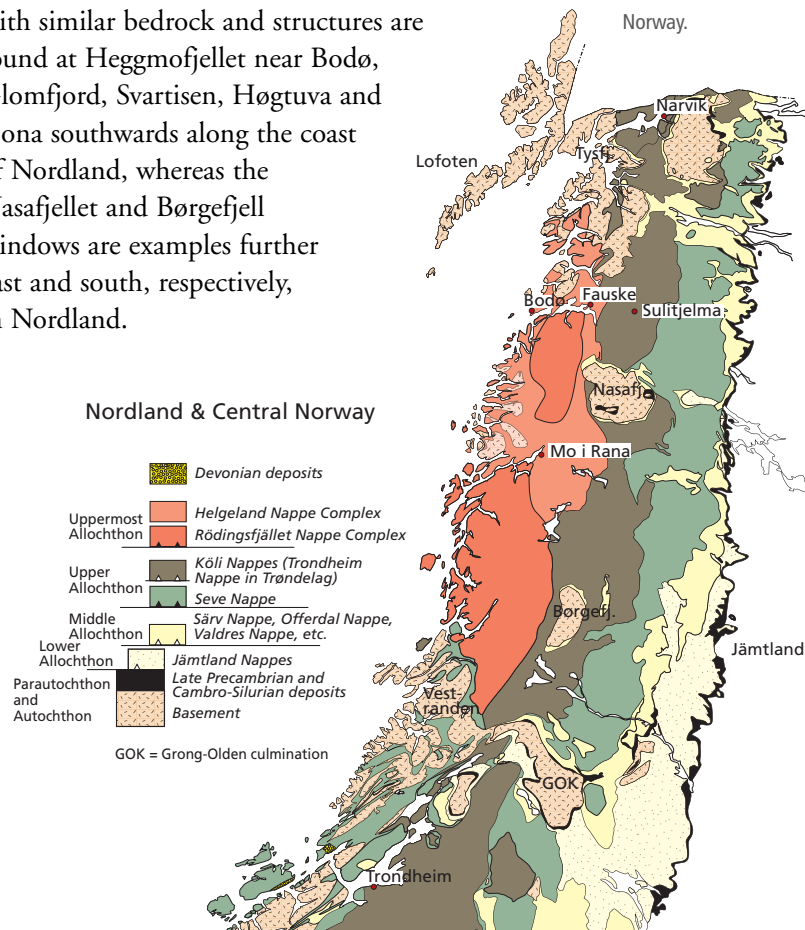 ith similar bedrock and structures are
ound at Heggmofjellet near Bodø,
lomfjord, Svartisen, Høgtuva and
ona southwards along the coast
f Nordland, whereas the
asafjellet and Børgefjell
indows are examples further
ast and south, respectively,
n Nordland.
Norway.
Narvik
Tysfj.
Lofoten
Bodø
Fauske
Sulitjelma
Nasafj.
Mo i Rana
Børgefj.
Jämtland
Vest-
randen
GOK
Trondheim
Nordland & Central Norway
Devonian deposits
Uppermost
Allochthon
Helgeland Nappe Complex
Rödingsfjället Nappe Complex
Upper
Allochthon
Köli Nappes (Trondheim
Nappe in Trøndelag)
Seve Nappe
Middle
Allochthon
Särv Nappe, Offerdal Nappe,
Valdres Nappe, etc.
Lower
Allochthon
Jämtland Nappes
Parautochthon
and
Autochthon
Late Precambrian and
Cambro-Silurian deposits
Basement
GOK = Grong-Olden culmination